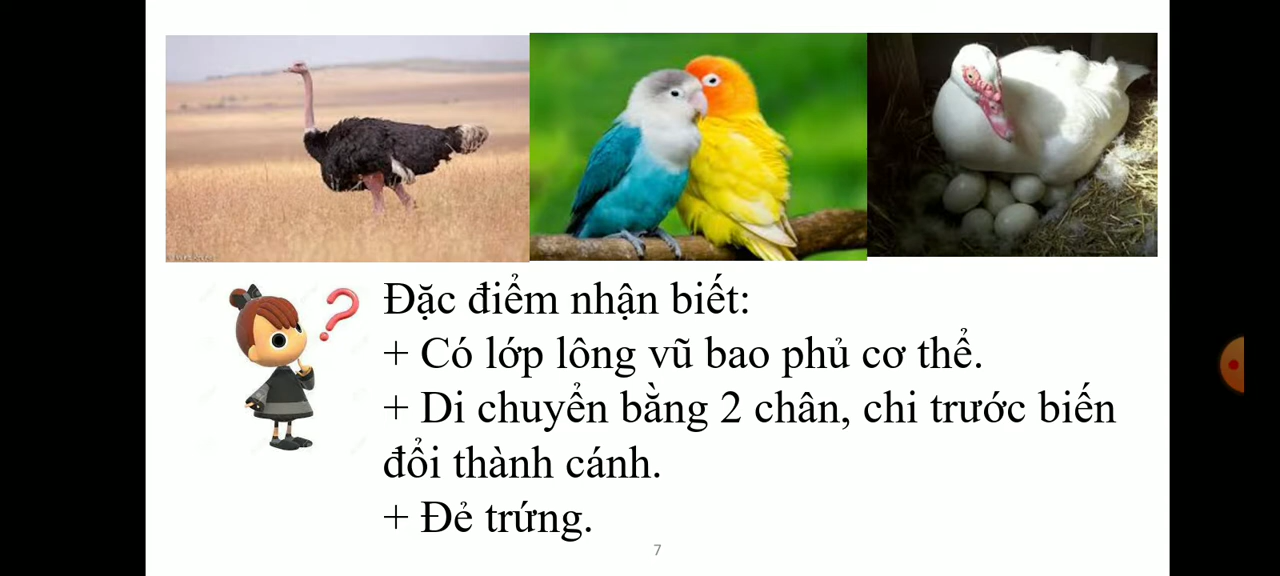 Đặc điểm nhận biết:
+ Có lớp lông vũ bao phủ cơ thể.
+ Di chuyển bằng 2 chân, chi trước biến
đổi thành cánh.
+ Đẻ trứng.
7